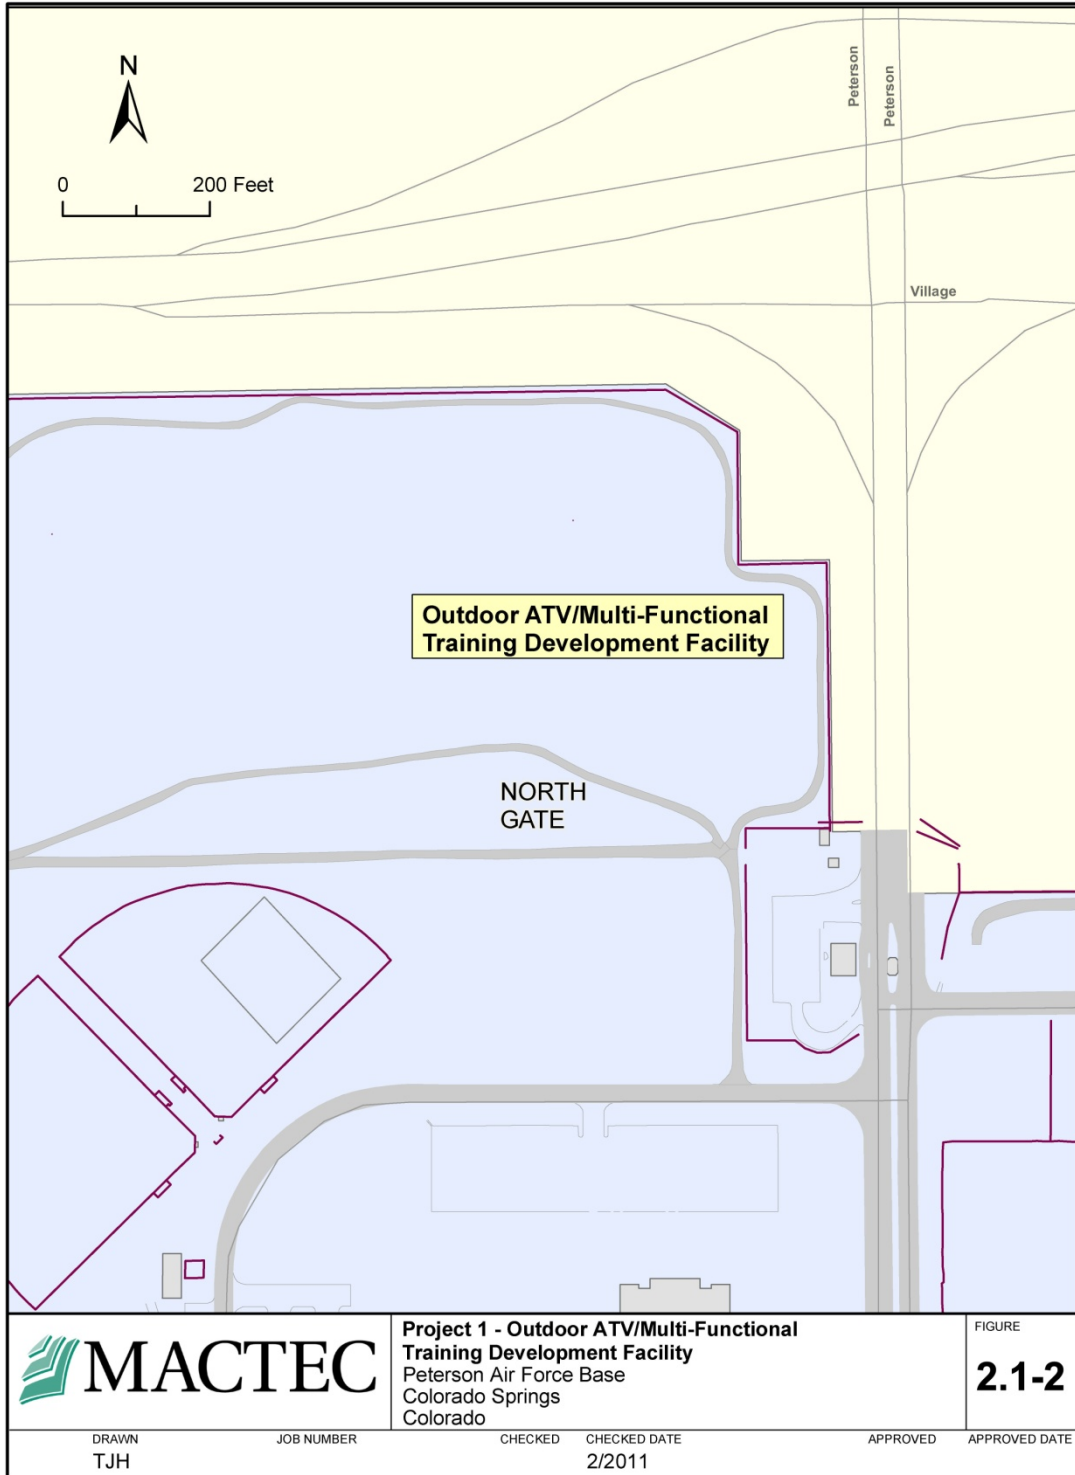 N
0 200 Feet
Peterson
Peterson
Village
Outdoor ATV/Multi-Functional
Training Development Facility
NORTH
GATE
MACTEC
Project 1 - Outdoor ATV/Multi-Functional
Training Development Facility
Peterson Air Force Base
Colorado Springs
Colorado
FIGURE
2.1-2
DRAWN JOB NUMBER CHECKED CHECKED DATE APPROVED APPROVED DATE
TJH 2/2011